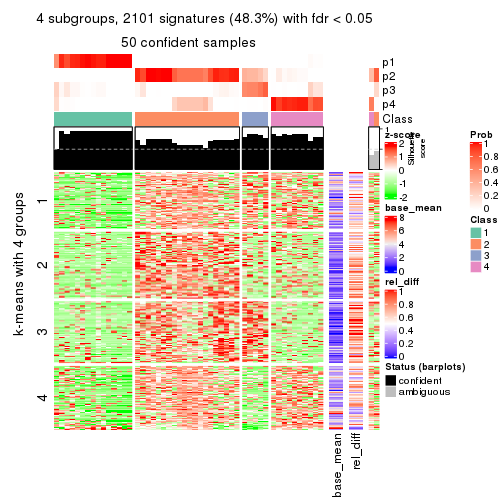 4 subgroups, 2101 signatures (48.3%) with fdr < 0.05
50 confident samples
p1
p2
p3
p4
Class
1
Silhouette
score
k-means with 4 groups
1
2
3
4
base_mean
rel_diff
z-score
2
1
0
-1
-2
base_mean
8
6
4
2
0
rel_diff
1
0.8
0.6
0.4
0.2
0
Status (barplots)
confident
ambiguous
Prob
1
0.8
0.6
0.4
0.2
0
Class
1
2
3
4